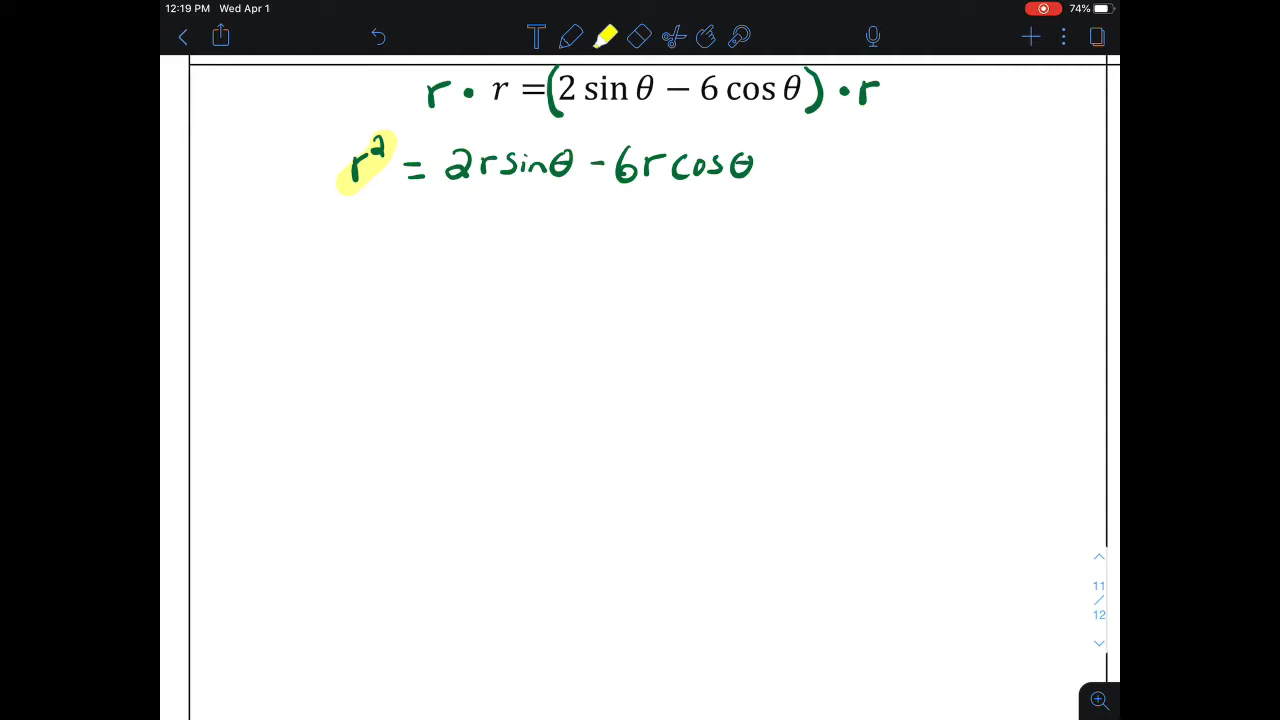 12:19 PM Wed Apr 1 74%
r · r = (2 sin θ − 6 cos θ) · r
r² = 2r sinθ - 6r cosθ
11
/
12